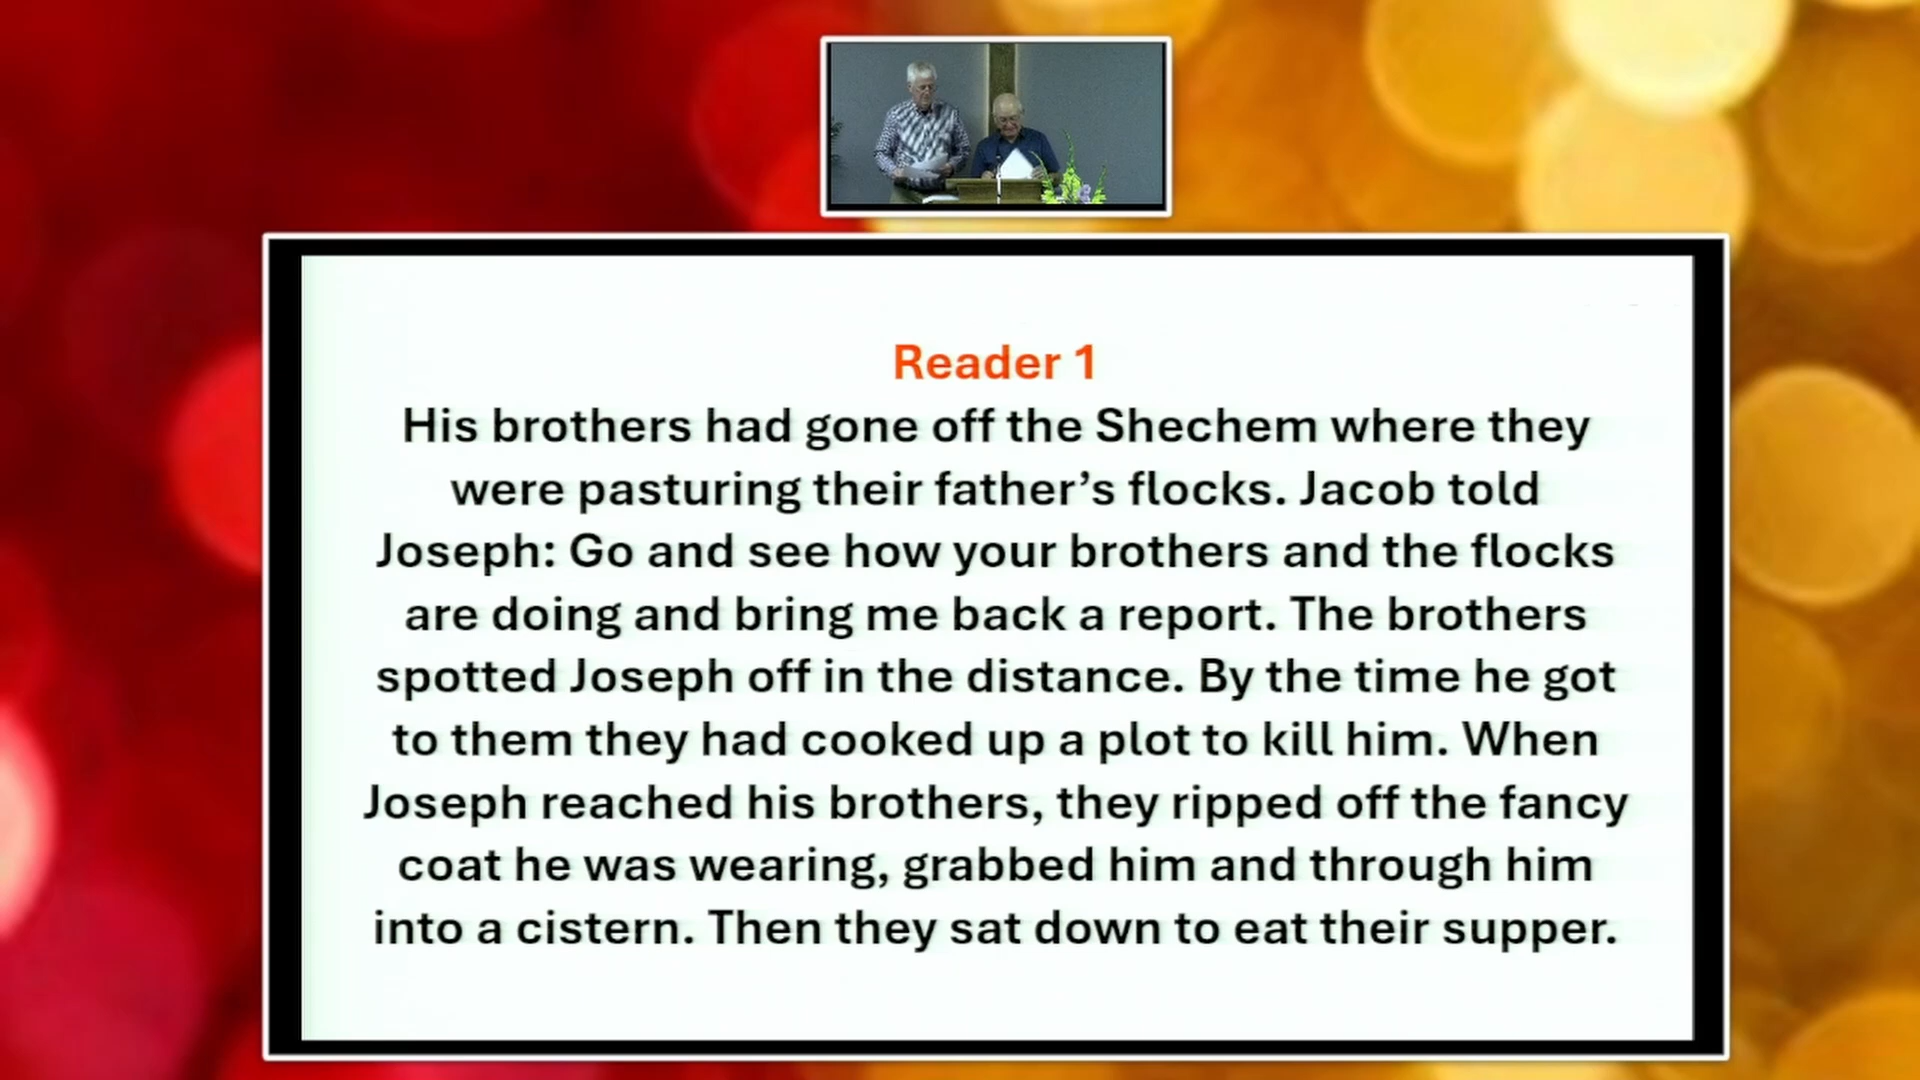 Reader 1
His brothers had gone off the Shechem where they
were pasturing their father’s flocks. Jacob told
Joseph: Go and see how your brothers and the flocks
are doing and bring me back a report. The brothers
spotted Joseph off in the distance. By the time he got
to them they had cooked up a plot to kill him. When
Joseph reached his brothers, they ripped off the fancy
coat he was wearing, grabbed him and through him
into a cistern. Then they sat down to eat their supper.